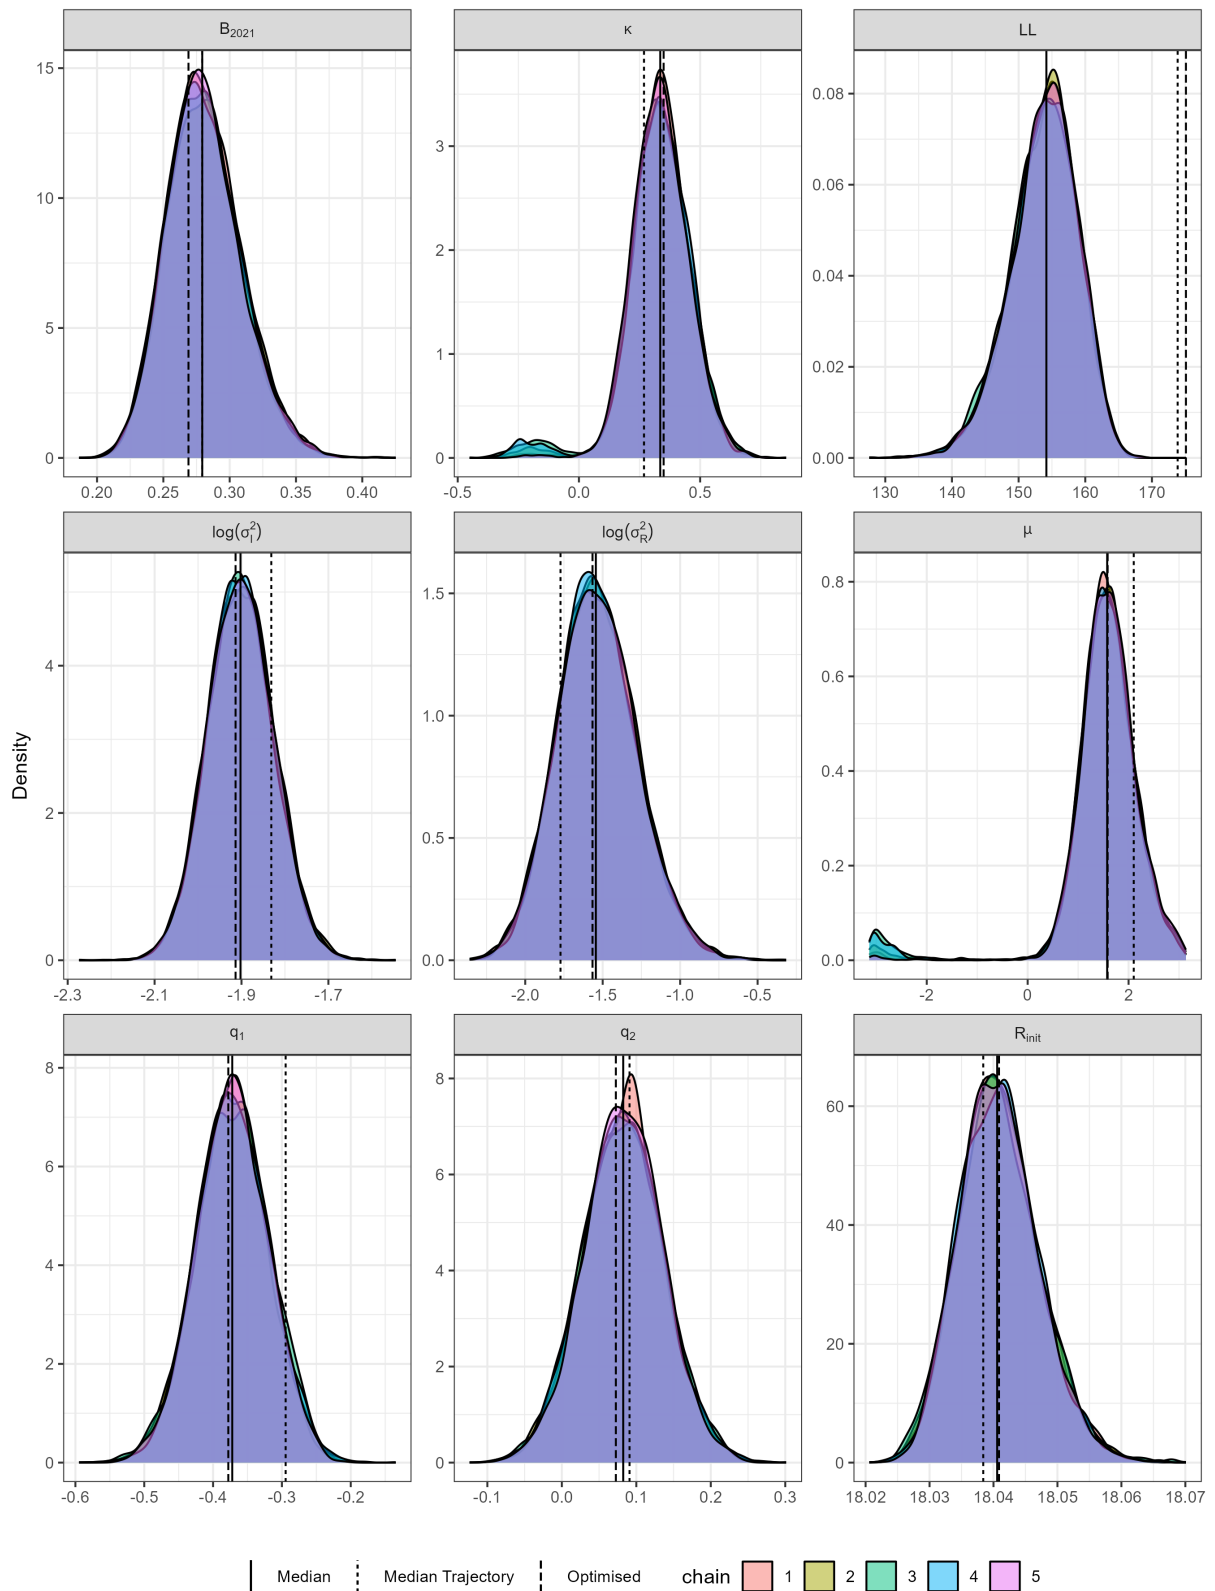 B2021 κ LL
15
10
5
0
3
2
1
0
0.08
0.06
0.04
0.02
0.00
0.20 0.25 0.30 0.35 0.40
-0.5 0.0 0.5
130 140 150 160 170
log(σ²I) log(σ²R) μ
Density
4
2
0
1.5
1.0
0.5
0.0
0.8
0.6
0.4
0.2
0.0
-2.3 -2.1 -1.9 -1.7
-2.0 -1.5 -1.0 -0.5
-2 0 2
q1 q2 Rinit
8
6
4
2
0
8
6
4
2
0
60
40
20
0
-0.6 -0.5 -0.4 -0.3 -0.2
-0.1 0.0 0.1 0.2 0.3
18.02 18.03 18.04 18.05 18.06 18.07
Median Median Trajectory Optimised chain 1 2 3 4 5